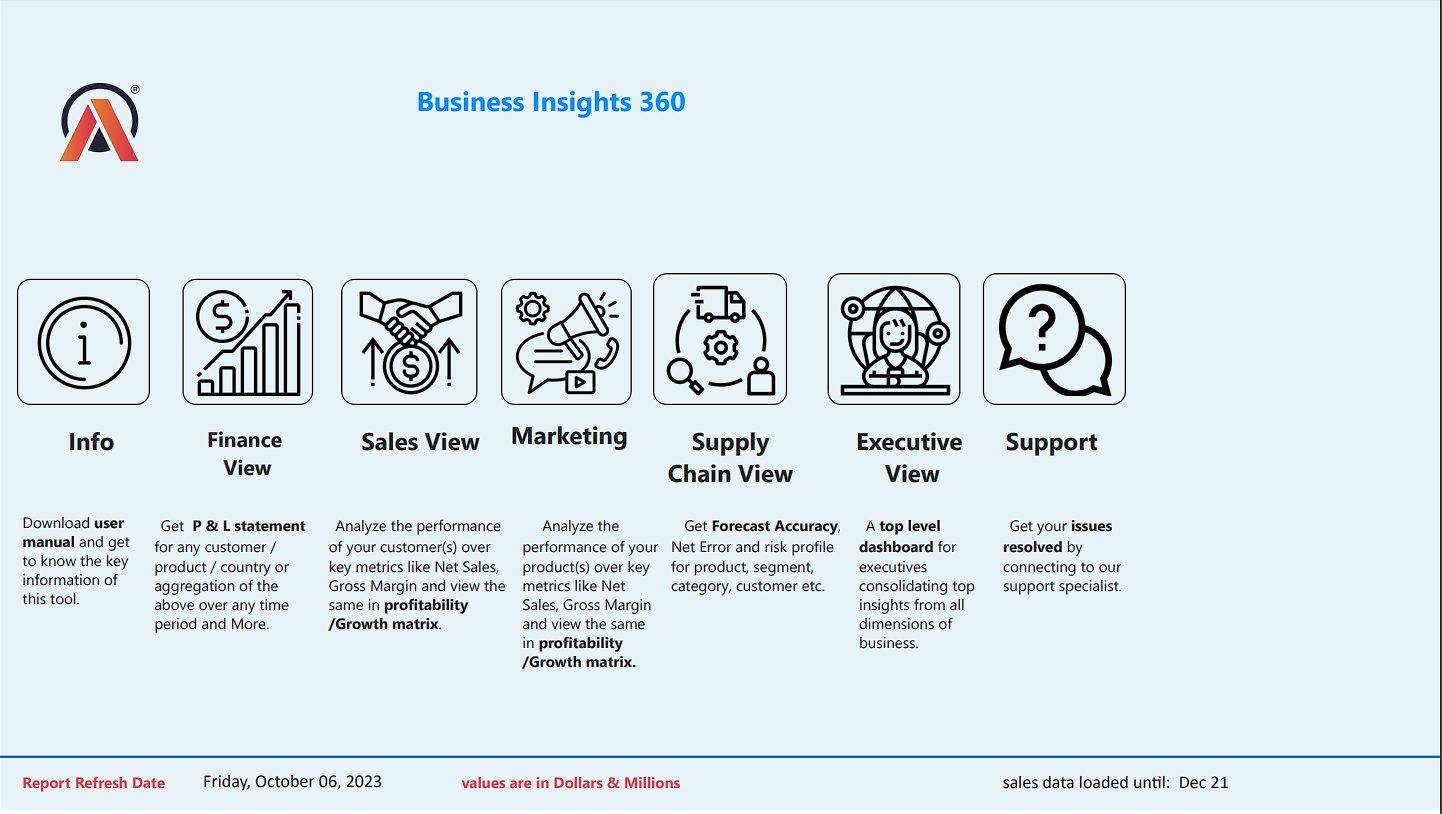 ®
Business Insights 360
Info
Finance
View
Sales View
Marketing
Supply
Chain View
Executive
View
Support
Download user
manual and get
to know the key
information of
this tool.
Get P & L statement
for any customer /
product / country or
aggregation of the
above over any time
period and More.
Analyze the performance
of your customer(s) over
key metrics like Net Sales,
Gross Margin and view the
same in profitability
/Growth matrix.
Analyze the
performance of your
product(s) over key
metrics like Net
Sales, Gross Margin
and view the same
in profitability
/Growth matrix.
Get Forecast Accuracy,
Net Error and risk profile
for product, segment,
category, customer etc.
A top level
dashboard for
executives
consolidating top
insights from all
dimensions of
business.
Get your issues
resolved by
connecting to our
support specialist.
Report Refresh Date Friday, October 06, 2023 values are in Dollars & Millions sales data loaded until: Dec 21